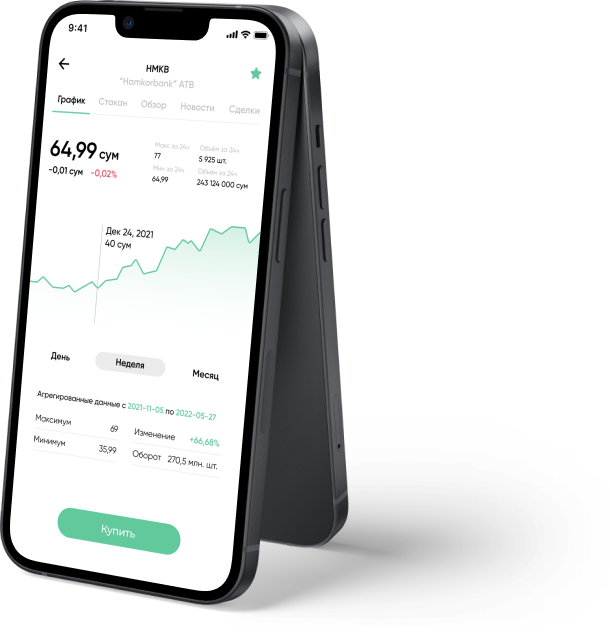 9:41
HMKB
"Hamkorbank" ATB
График Стакан Обзор Новости Сделки
64,99 сум
-0,01 сум -0,02%
Макс за 24ч
77
Мин за 24ч
64,99
Объём за 24ч
5 925 шт.
Объём за 24ч
243 124 000 сум
Дек 24, 2021
40 сум
День Неделя Месяц
Агрегированные данные с 2021-11-05 по 2022-05-27
Максимум 69
Минимум 35,99
Изменение +66,68%
Оборот 270,5 млн. шт.
Купить